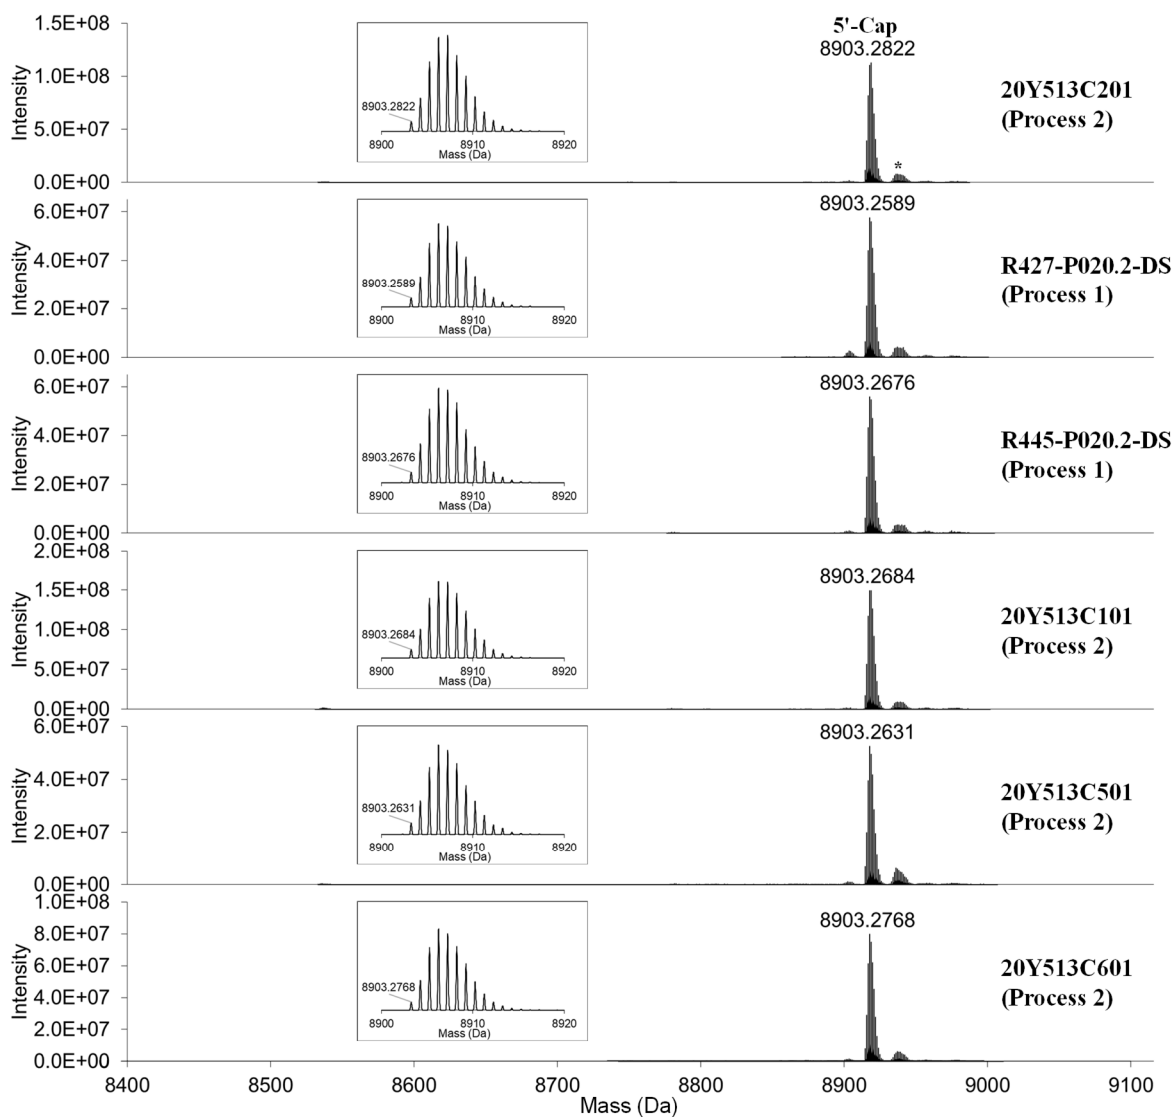 5'-Cap
1.5E+08
1.0E+08
5.0E+07
0.0E+00
Intensity
8903.2822
8903.2822
8900
8910
8920
Mass (Da)
*
20Y513C201
(Process 2)
6.0E+07
4.0E+07
2.0E+07
0.0E+00
Intensity
8903.2589
8903.2589
8900
8910
8920
Mass (Da)
R427-P020.2-DS
(Process 1)
6.0E+07
4.0E+07
2.0E+07
0.0E+00
Intensity
8903.2676
8903.2676
8900
8910
8920
Mass (Da)
R445-P020.2-DS
(Process 1)
2.0E+08
1.5E+08
1.0E+08
5.0E+07
0.0E+00
Intensity
8903.2684
8903.2684
8900
8910
8920
Mass (Da)
20Y513C101
(Process 2)
6.0E+07
4.0E+07
2.0E+07
0.0E+00
Intensity
8903.2631
8903.2631
8900
8910
8920
Mass (Da)
20Y513C501
(Process 2)
1.0E+08
8.0E+07
6.0E+07
4.0E+07
2.0E+07
0.0E+00
Intensity
8903.2768
8903.2768
8900
8910
8920
Mass (Da)
20Y513C601
(Process 2)
8400
8500
8600
8700
8800
8900
9000
9100
Mass (Da)